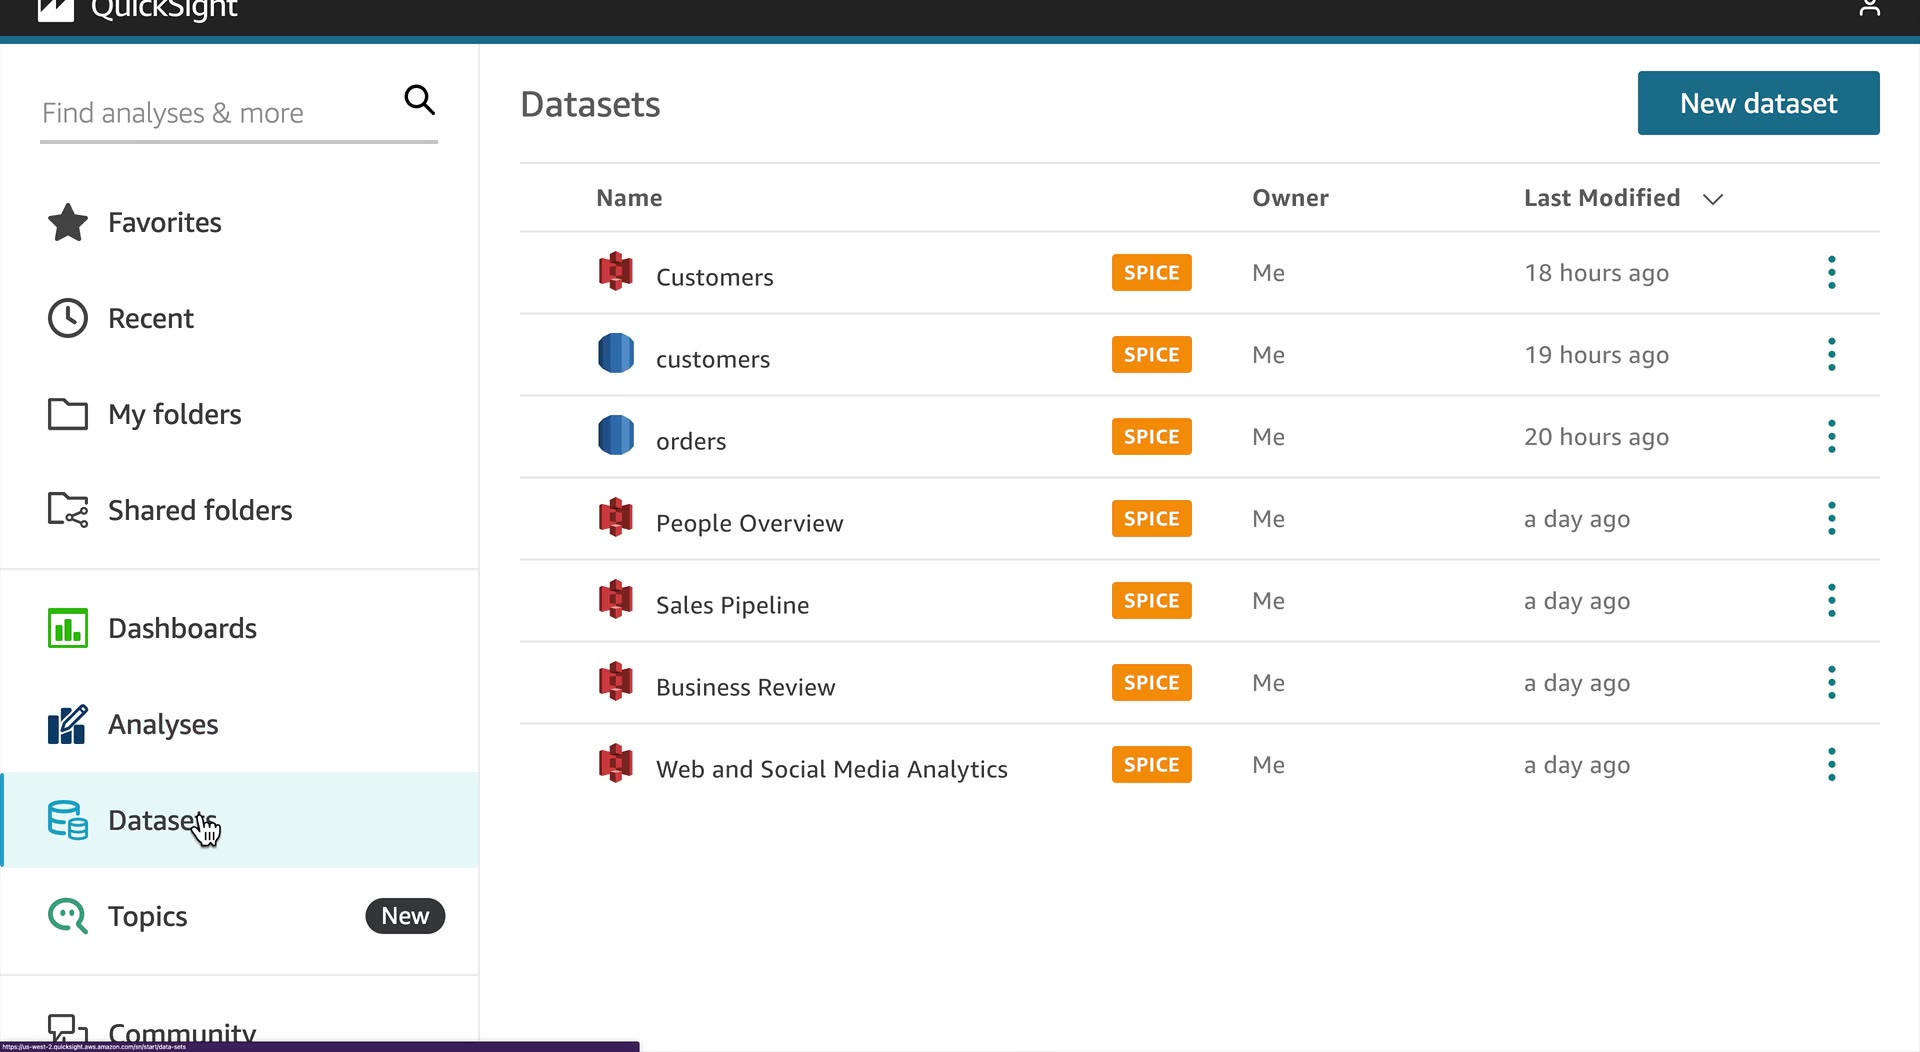 QuickSight
Find analyses & more
Favorites
Recent
My folders
Shared folders
Dashboards
Analyses
Datasets
Topics New
Community
https://us-west-2.quicksight.aws.amazon.com/sn/start/data-sets
Datasets
New dataset
Name Owner Last Modified
Customers SPICE Me 18 hours ago
customers SPICE Me 19 hours ago
orders SPICE Me 20 hours ago
People Overview SPICE Me a day ago
Sales Pipeline SPICE Me a day ago
Business Review SPICE Me a day ago
Web and Social Media Analytics SPICE Me a day ago